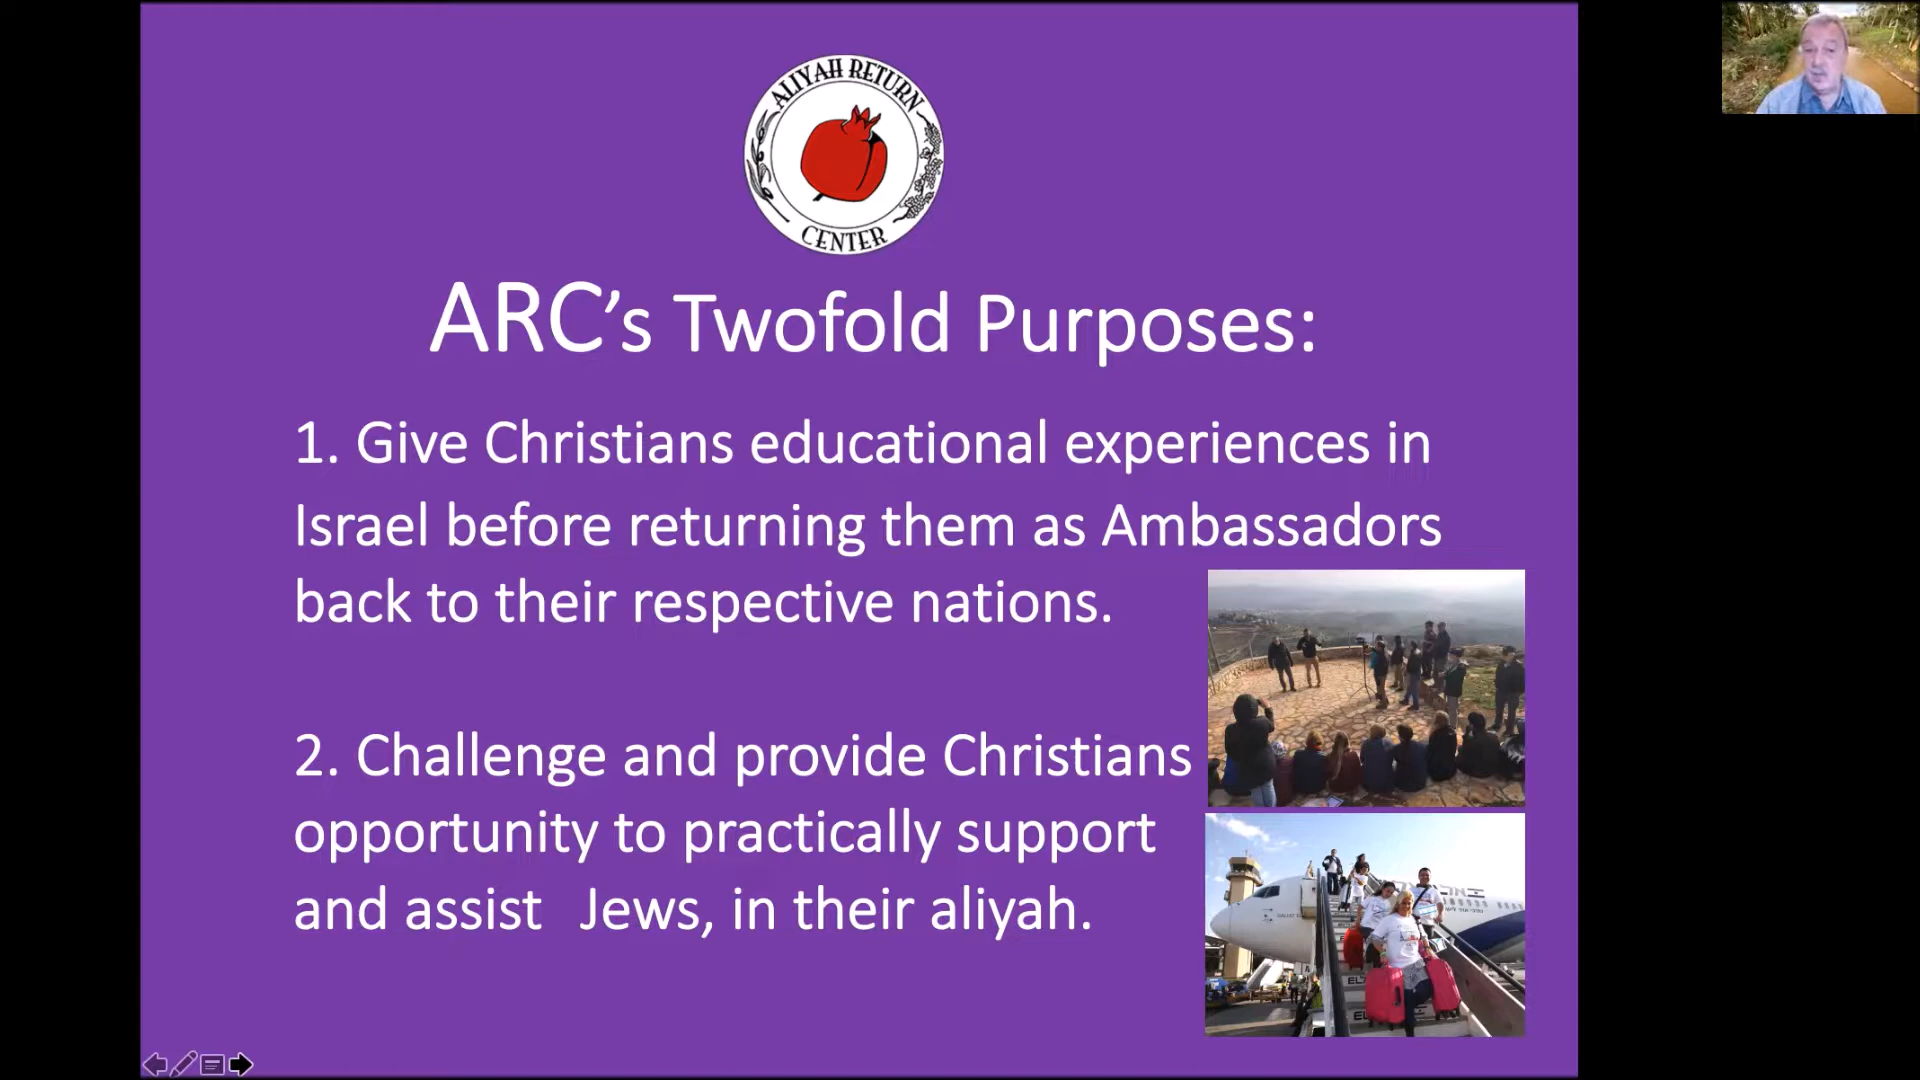 ALIYAH RETURN
CENTER
ARC’s Twofold Purposes:
1. Give Christians educational experiences in
Israel before returning them as Ambassadors
back to their respective nations.
2. Challenge and provide Christians
opportunity to practically support
and assist Jews, in their aliyah.